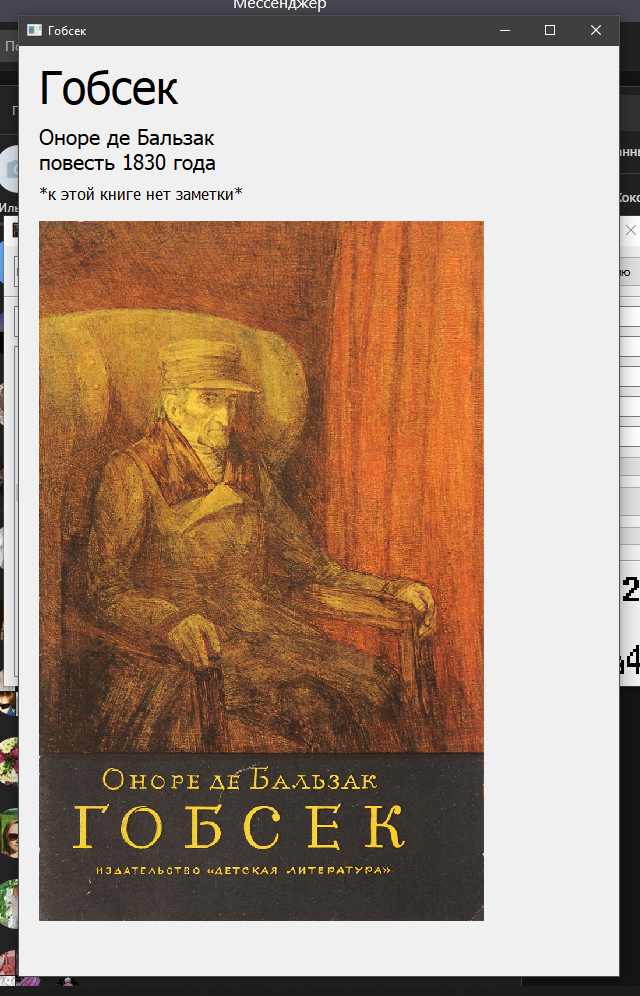 Мессенджер
Гобсек
Гобсек
Оноре де Бальзак
повесть 1830 года
*к этой книге нет заметки*
ОНОРЕ ДЕ БАЛЬЗАК
ГОБСЕК
ИЗДАТЕЛЬСТВО «ДЕТСКАЯ ЛИТЕРАТУРА»